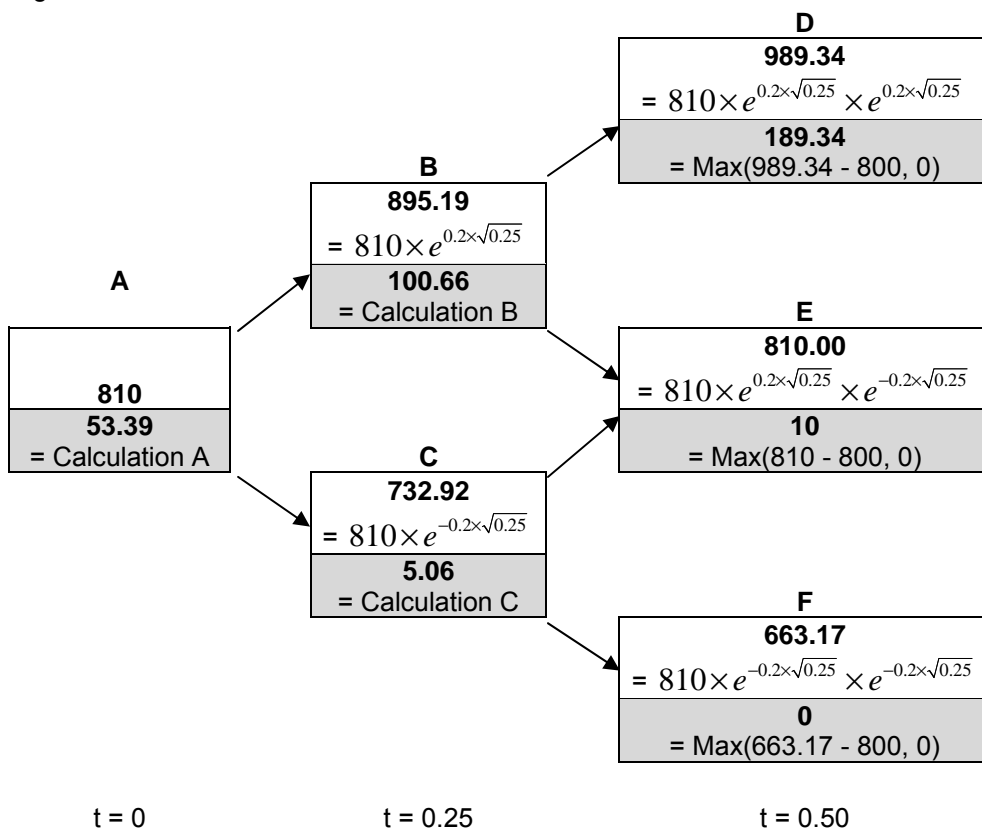 g
A
810
53.39
= Calculation A
B
895.19
= 810×e^{0.2×√0.25}
100.66
= Calculation B
C
732.92
= 810×e^{−0.2×√0.25}
5.06
= Calculation C
D
989.34
= 810×e^{0.2×√0.25} ×e^{0.2×√0.25}
189.34
= Max(989.34 - 800, 0)
E
810.00
= 810×e^{0.2×√0.25} ×e^{−0.2×√0.25}
10
= Max(810 - 800, 0)
F
663.17
= 810×e^{−0.2×√0.25} ×e^{−0.2×√0.25}
0
= Max(663.17 - 800, 0)
t = 0 t = 0.25 t = 0.50